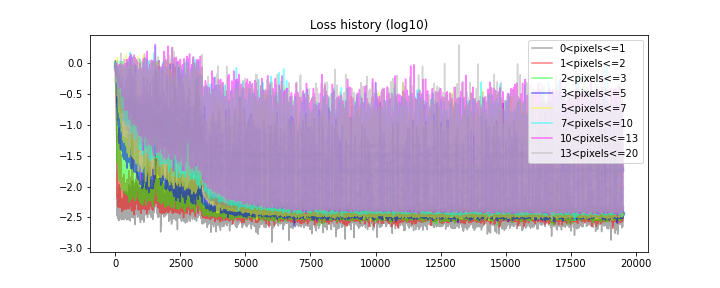 Loss history (log10)
0<pixels<=1
1<pixels<=2
2<pixels<=3
3<pixels<=5
5<pixels<=7
7<pixels<=10
10<pixels<=13
13<pixels<=20
0.0
−0.5
−1.0
−1.5
−2.0
−2.5
−3.0
0 2500 5000 7500 10000 12500 15000 17500 20000